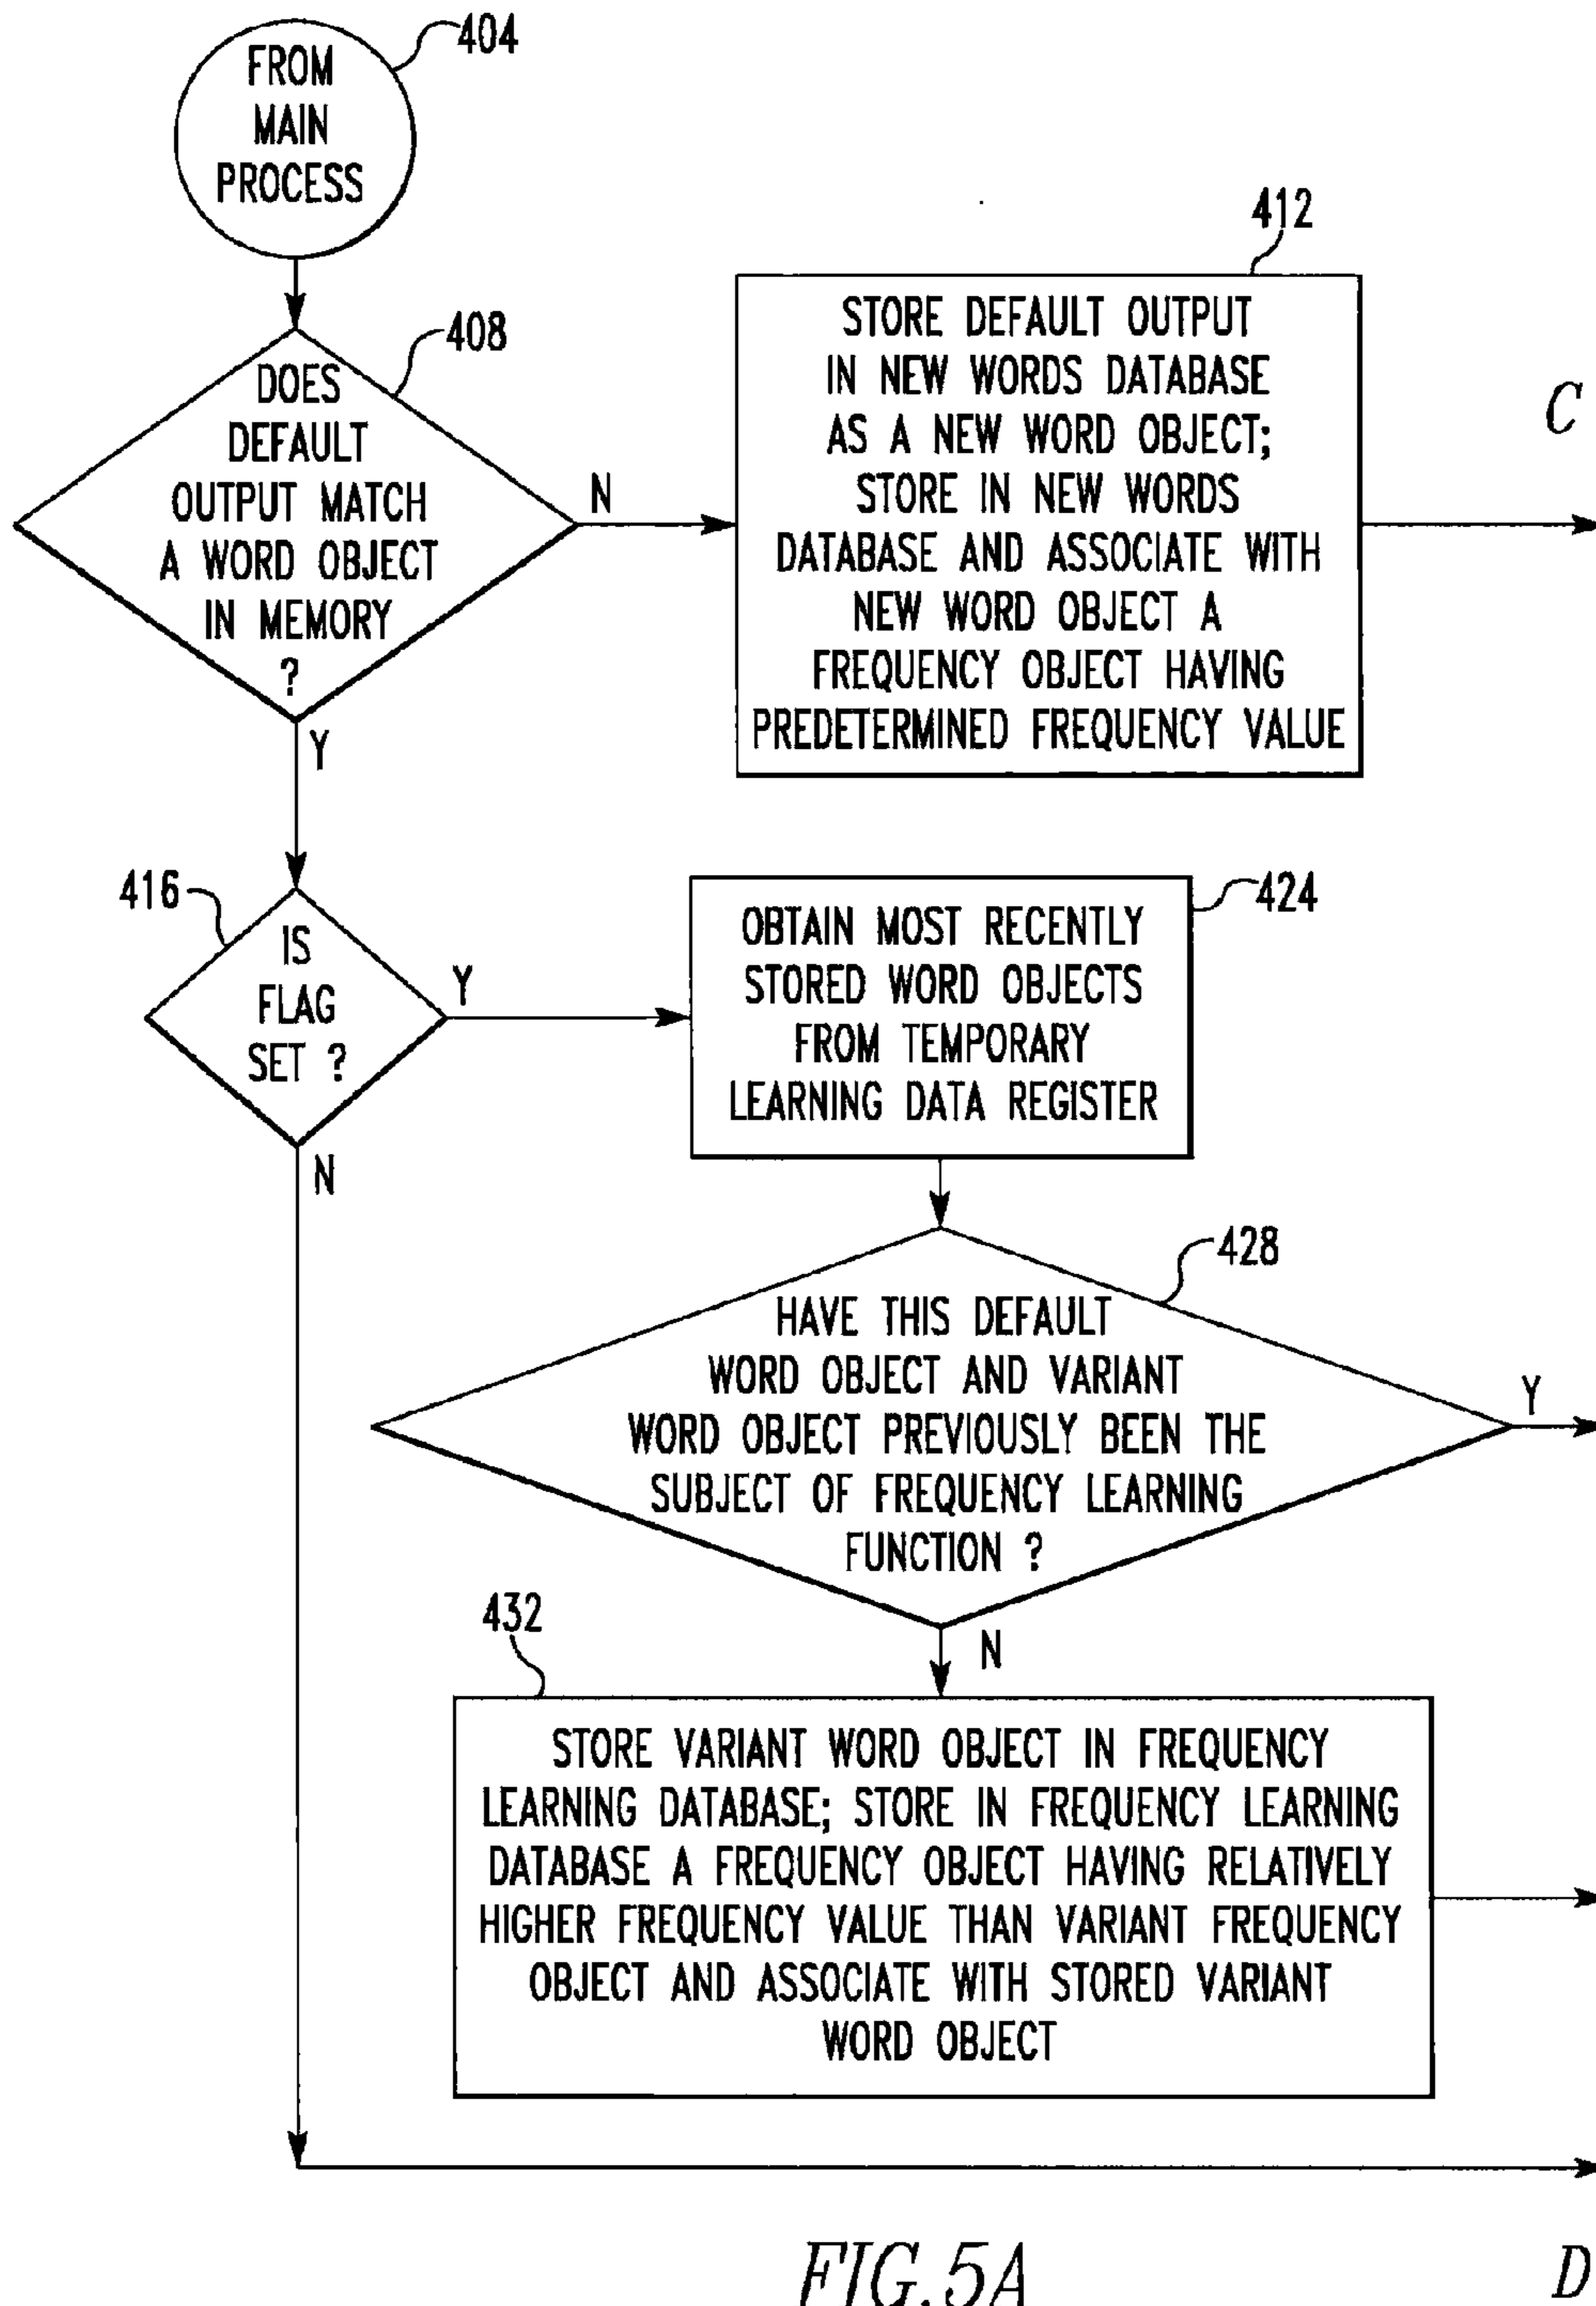 404
FROM
MAIN
PROCESS
408
DOES
DEFAULT
OUTPUT MATCH
A WORD OBJECT
IN MEMORY
?
N
Y
412
STORE DEFAULT OUTPUT
IN NEW WORDS DATABASE
AS A NEW WORD OBJECT;
STORE IN NEW WORDS
DATABASE AND ASSOCIATE WITH
NEW WORD OBJECT A
FREQUENCY OBJECT HAVING
PREDETERMINED FREQUENCY VALUE
C
416
IS
FLAG
SET ?
Y
N
424
OBTAIN MOST RECENTLY
STORED WORD OBJECTS
FROM TEMPORARY
LEARNING DATA REGISTER
428
HAVE THIS DEFAULT
WORD OBJECT AND VARIANT
WORD OBJECT PREVIOUSLY BEEN THE
SUBJECT OF FREQUENCY LEARNING
FUNCTION ?
Y
N
432
STORE VARIANT WORD OBJECT IN FREQUENCY
LEARNING DATABASE; STORE IN FREQUENCY LEARNING
DATABASE A FREQUENCY OBJECT HAVING RELATIVELY
HIGHER FREQUENCY VALUE THAN VARIANT FREQUENCY
OBJECT AND ASSOCIATE WITH STORED VARIANT
WORD OBJECT
FIG.5A
D